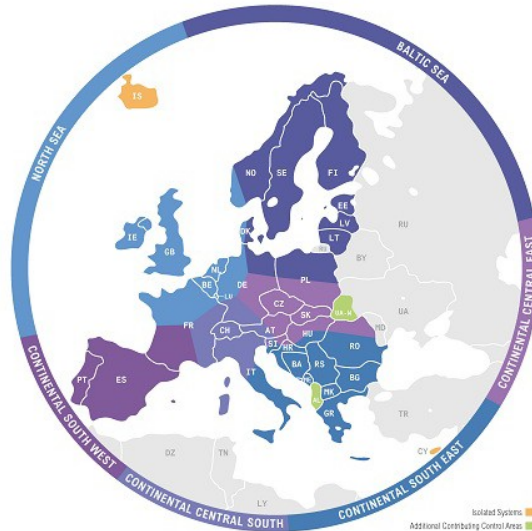 BALTIC SEA
NORTH SEA
CONTINENTAL CENTRAL EAST
CONTINENTAL SOUTH WEST
CONTINENTAL CENTRAL SOUTH
CONTINENTAL SOUTH EAST
IS
NO
SE
FI
EE
LV
LT
RU
IE
GB
DK
NL
BE
LU
DE
PL
BY
CZ
SK
UA-W
UA
MD
FR
CH
AT
HU
SI
HR
RO
IT
BA
RS
BG
MK
AL
GR
PT
ES
TR
CY
DZ
TN
LY
Isolated Systems
Additional Contributing Control Areas